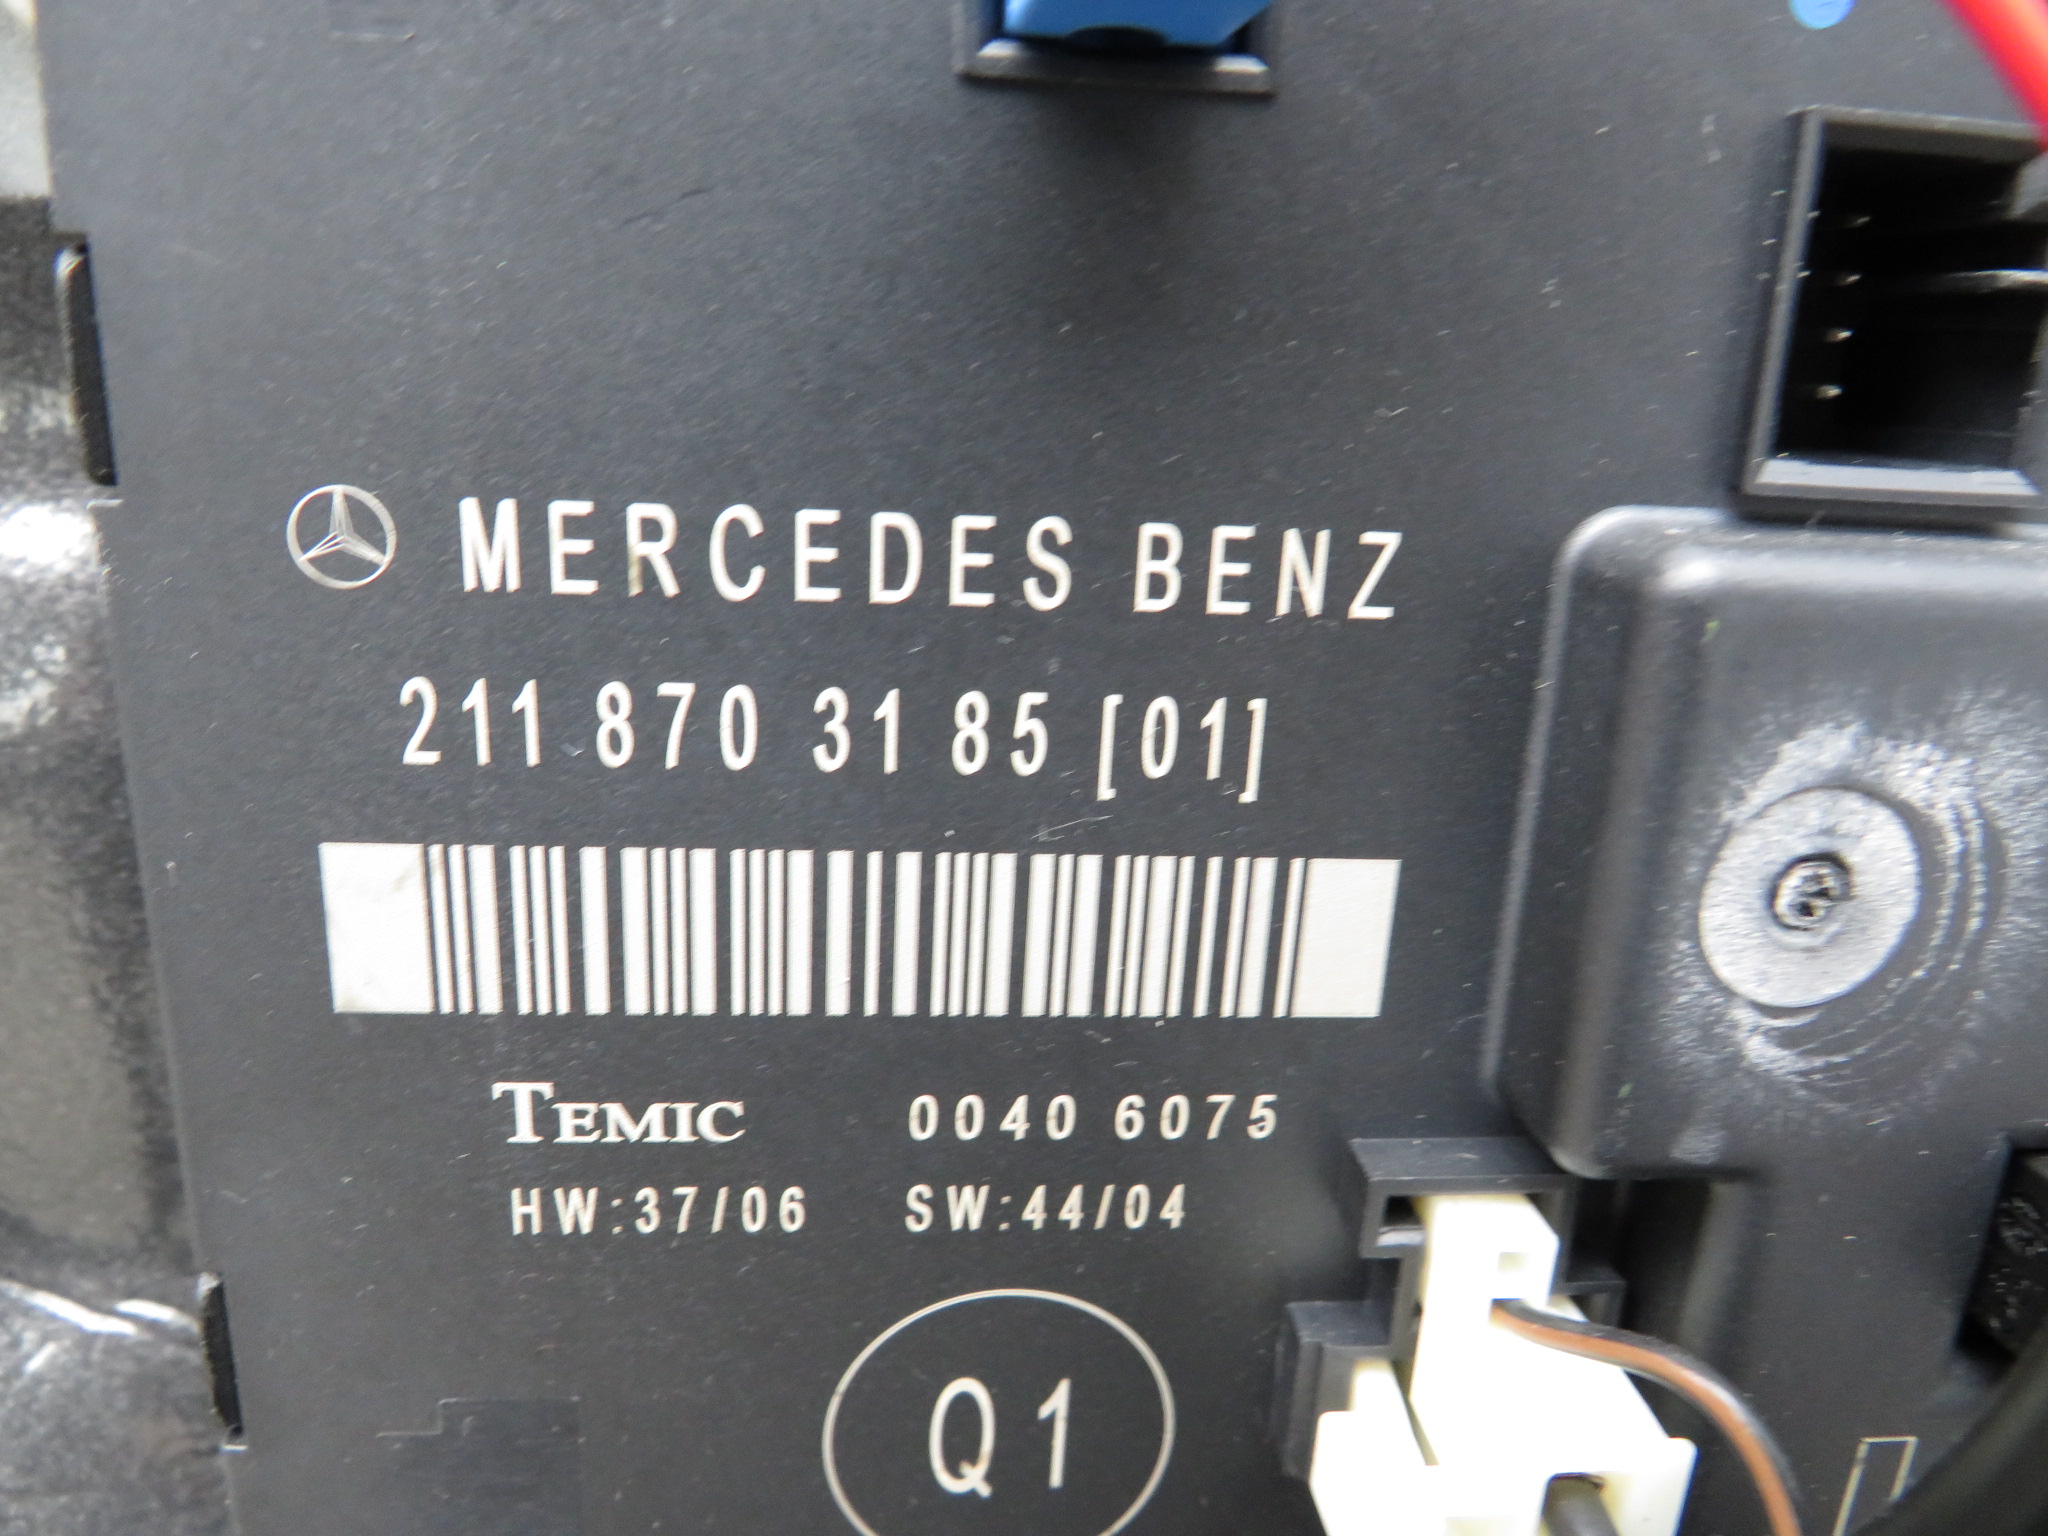 MERCEDES BENZ
211 870 31 85 [01]
TEMIC 0040 6075
HW:37/06 SW:44/04
Q1